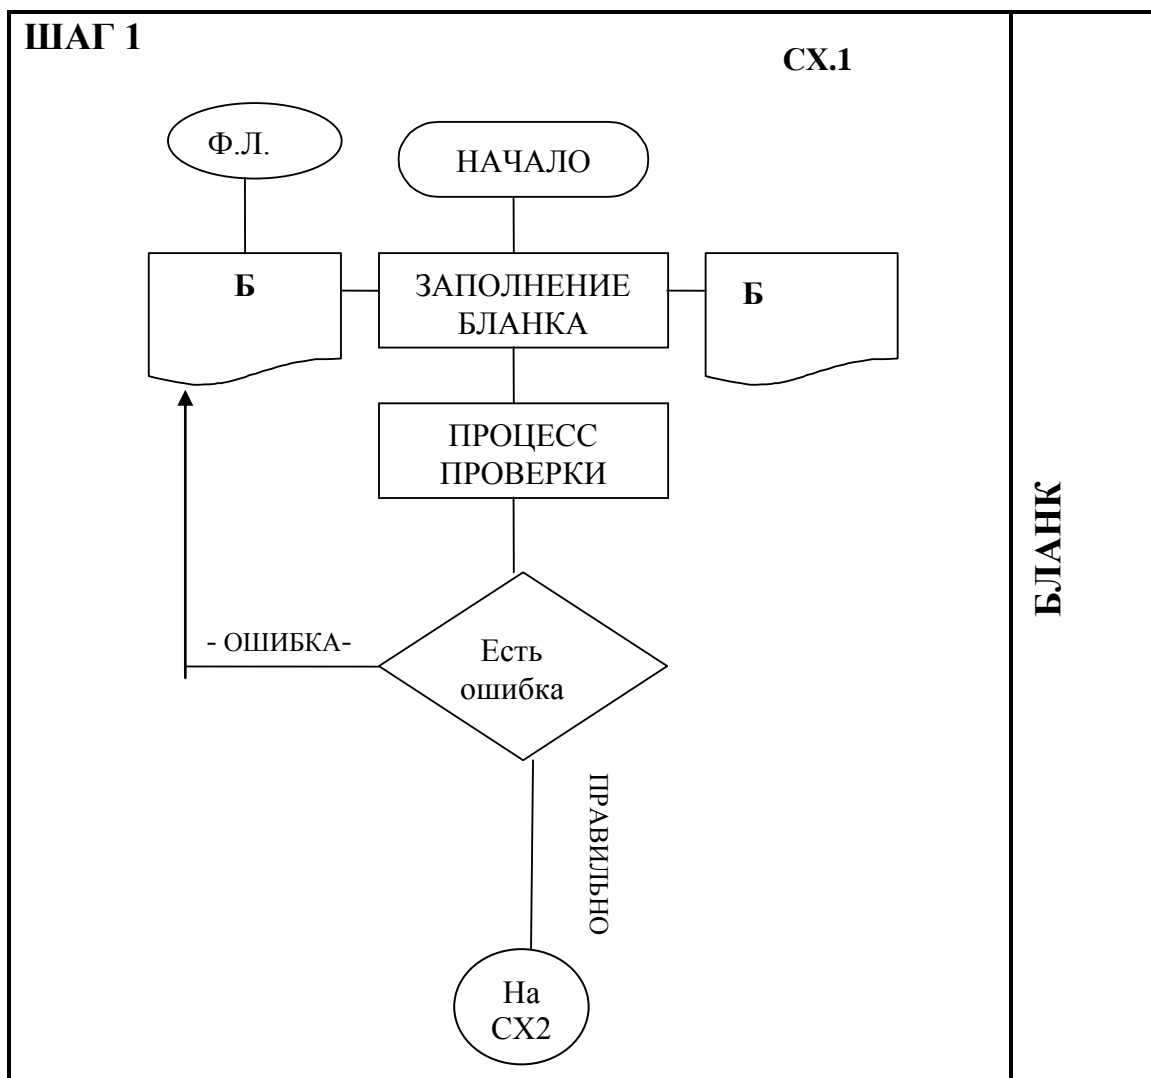 ШАГ 1
СХ.1
Ф.Л.
НАЧАЛО
Б
ЗАПОЛНЕНИЕ
БЛАНКА
Б
ПРОЦЕСС
ПРОВЕРКИ
- ОШИБКА-
Есть
ошибка
ПРАВИЛЬНО
На
СХ2
БЛАНК